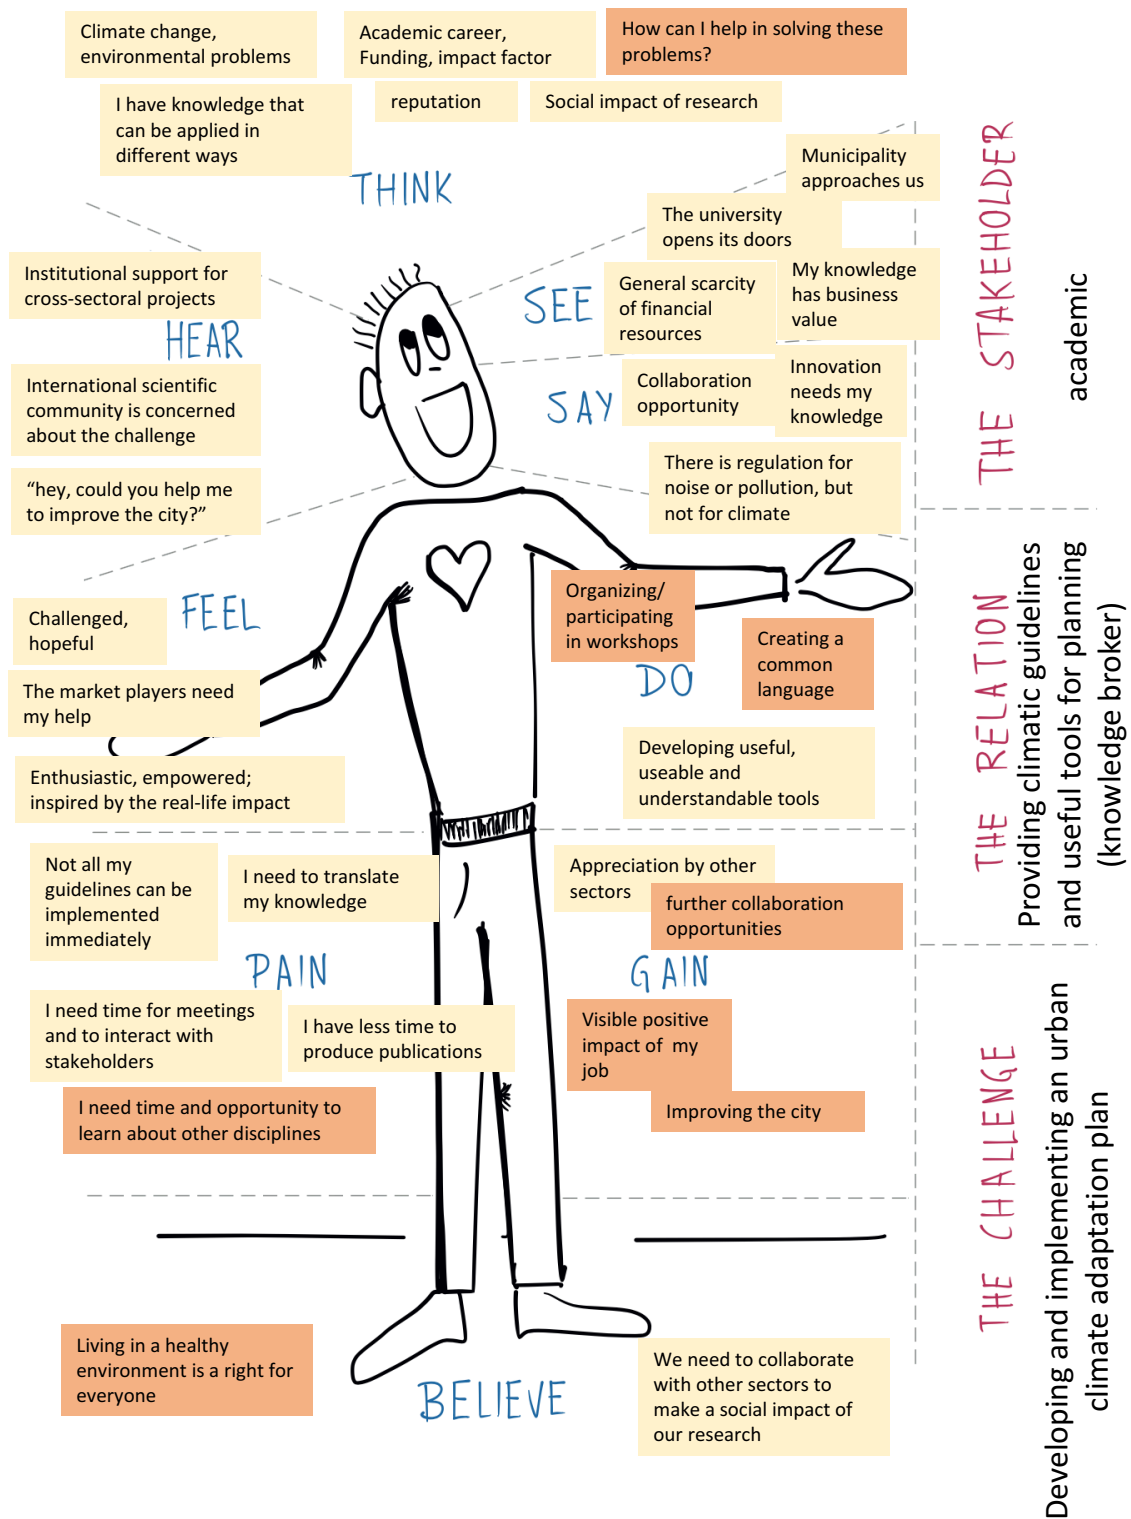 Climate change,
environmental problems
Academic career,
Funding, impact factor
How can I help in solving these
problems?
I have knowledge that
can be applied in
different ways
reputation
Social impact of research
THINK
Municipality
approaches us
The university
opens its doors
Institutional support for
cross-sectoral projects
HEAR
SEE
General scarcity
of financial
resources
My knowledge
has business
value
International scientific
community is concerned
about the challenge
SAY
Collaboration
opportunity
Innovation
needs my
knowledge
"hey, could you help me
to improve the city?"
There is regulation for
noise or pollution, but
not for climate
THE STAKEHOLDER
academic
Challenged,
hopeful
FEEL
The market players need
my help
Enthusiastic, empowered;
inspired by the real-life impact
Organizing/
participating
in workshops
DO
Creating a
common
language
Developing useful,
useable and
understandable tools
THE RELATION
Providing climatic guidelines
and useful tools for planning
(knowledge broker)
Not all my
guidelines can be
implemented
immediately
I need to translate
my knowledge
PAIN
I need time for meetings
and to interact with
stakeholders
I have less time to
produce publications
I need time and opportunity to
learn about other disciplines
Appreciation by other
sectors
further collaboration
opportunities
GAIN
Visible positive
impact of my
job
Improving the city
THE CHALLENGE
Developing and implementing an urban
climate adaptation plan
Living in a healthy
environment is a right for
everyone
BELIEVE
We need to collaborate
with other sectors to
make a social impact of
our research